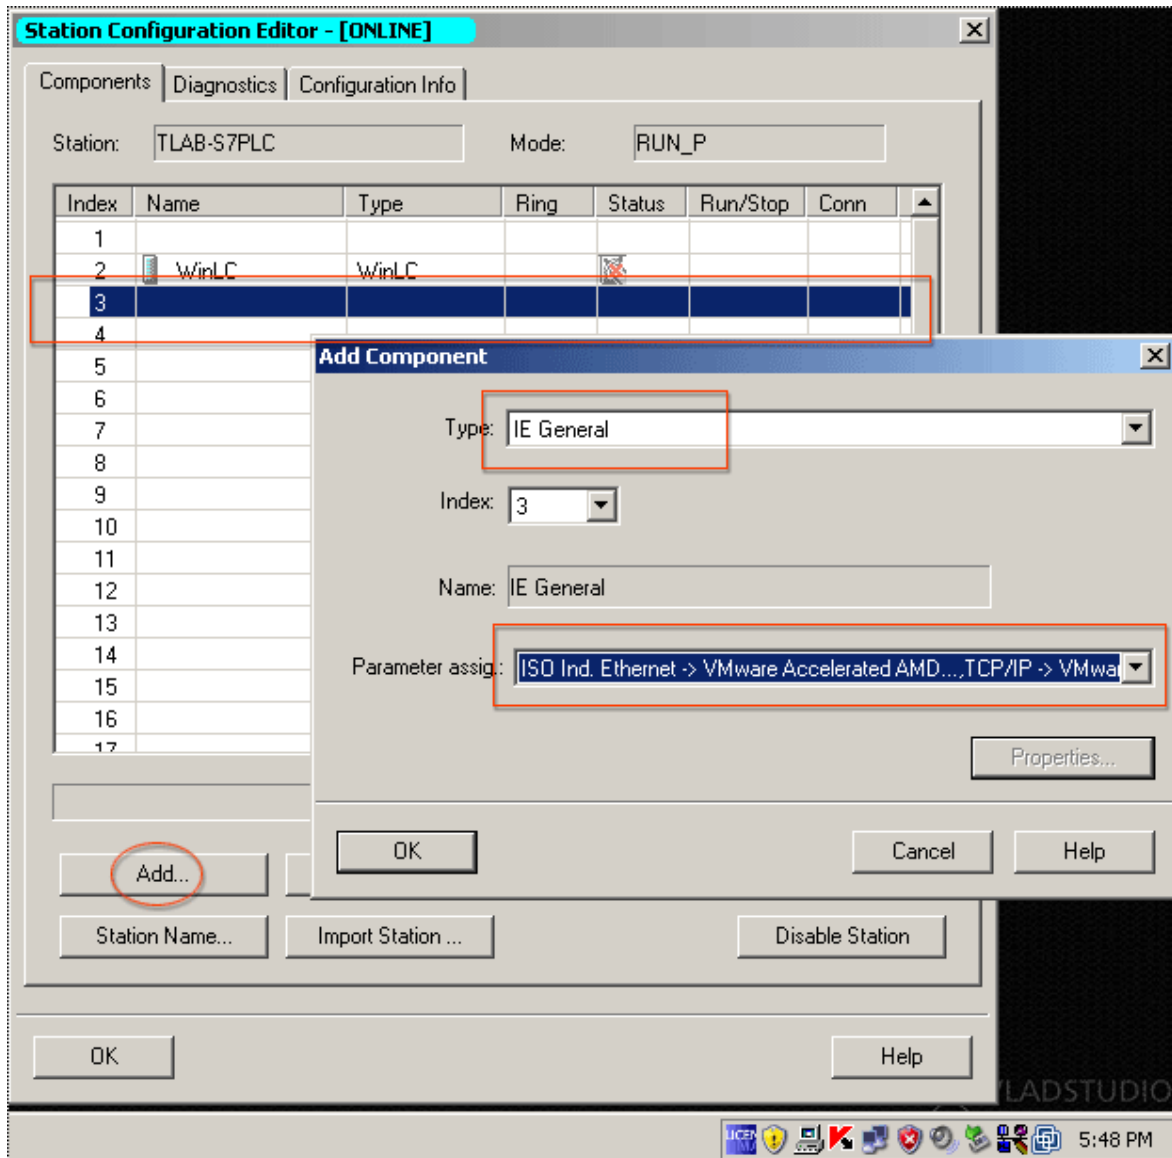 Station Configuration Editor - [ONLINE]
Components Diagnostics Configuration Info
Station: TLAB-S7PLC Mode: RUN_P
Index Name Type Ring Status Run/Stop Conn
1
2 WinLC WinLC
3
4
5
6
7
8
9
10
11
12
13
14
15
16
17
Add Component
Type: IE General
Index: 3
Name: IE General
Parameter assig.: ISO Ind. Ethernet -> VMware Accelerated AMD...,TCP/IP -> VMwa
Properties...
OK Cancel Help
Add...
Station Name... Import Station ... Disable Station
OK Help
VLADSTUDIO
5:48 PM